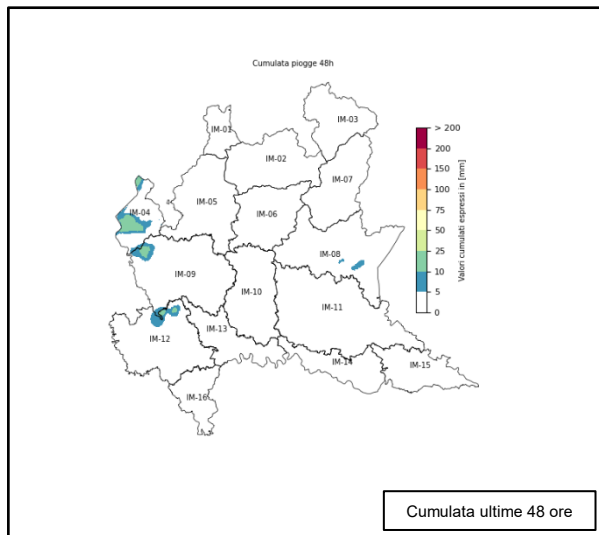 Cumulata piogge 48h
IM-01
IM-03
IM-02
IM-07
IM-05
IM-04
IM-06
IM-08
IM-09
IM-10
IM-11
IM-13
IM-12
IM-14
IM-15
IM-16
> 200
200
150
100
75
50
25
10
5
0
Valori cumulati espressi in [mm]
Cumulata ultime 48 ore